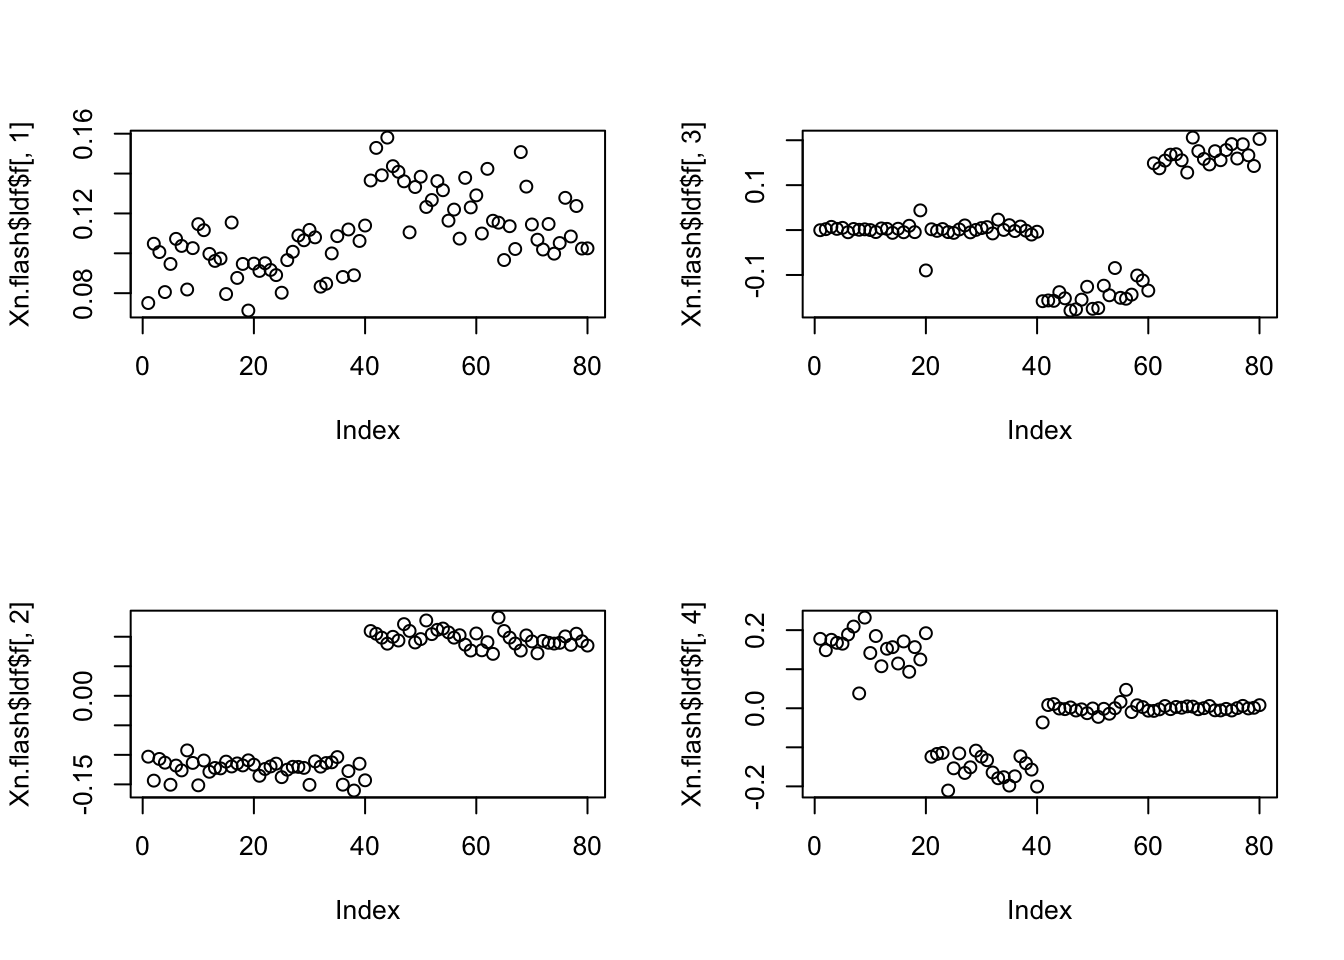 Xn.flash$ldf$f[, 1]
0.08 0.12 0.16
0 20 40 60 80
Index
Xn.flash$ldf$f[, 3]
-0.1 0.1
0 20 40 60 80
Index
Xn.flash$ldf$f[, 2]
-0.15 0.00
0 20 40 60 80
Index
Xn.flash$ldf$f[, 4]
-0.2 0.0 0.2
0 20 40 60 80
Index